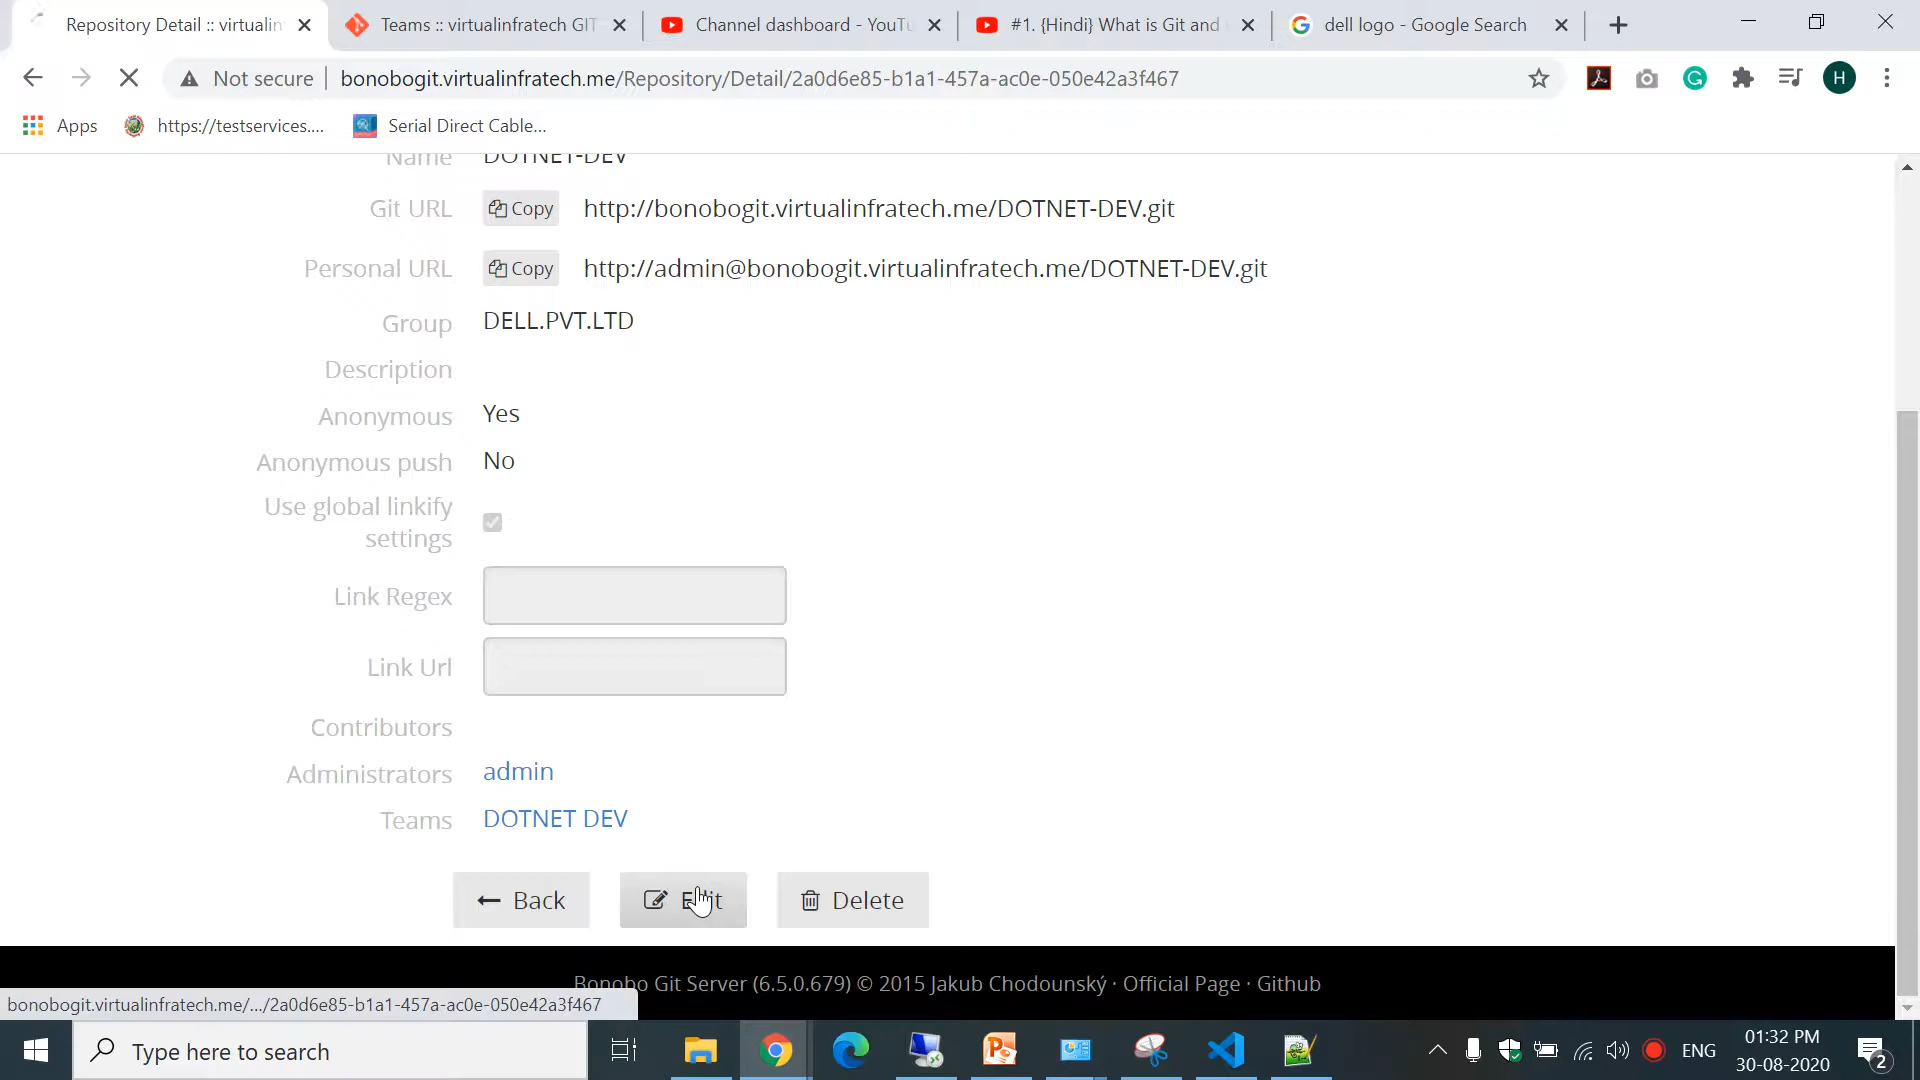 Repository Detail :: virtualin
Teams :: virtualinfratech GIT
Channel dashboard - YouTu
#1. {Hindi} What is Git and
dell logo - Google Search
Not secure
bonobogit.virtualinfratech.me/Repository/Detail/2a0d6e85-b1a1-457a-ac0e-050e42a3f467
H
Apps
https://testservices....
Serial Direct Cable...
Name DOTNET-DEV
Git URL Copy http://bonobogit.virtualinfratech.me/DOTNET-DEV.git
Personal URL Copy http://admin@bonobogit.virtualinfratech.me/DOTNET-DEV.git
Group DELL.PVT.LTD
Description
Anonymous Yes
Anonymous push No
Use global linkify
settings
Link Regex
Link Url
Contributors
Administrators admin
Teams DOTNET DEV
Back Edit Delete
Bonobo Git Server (6.5.0.679) © 2015 Jakub Chodounský · Official Page · Github
bonobogit.virtualinfratech.me/.../2a0d6e85-b1a1-457a-ac0e-050e42a3f467
Type here to search
ENG
01:32 PM
30-08-2020
2